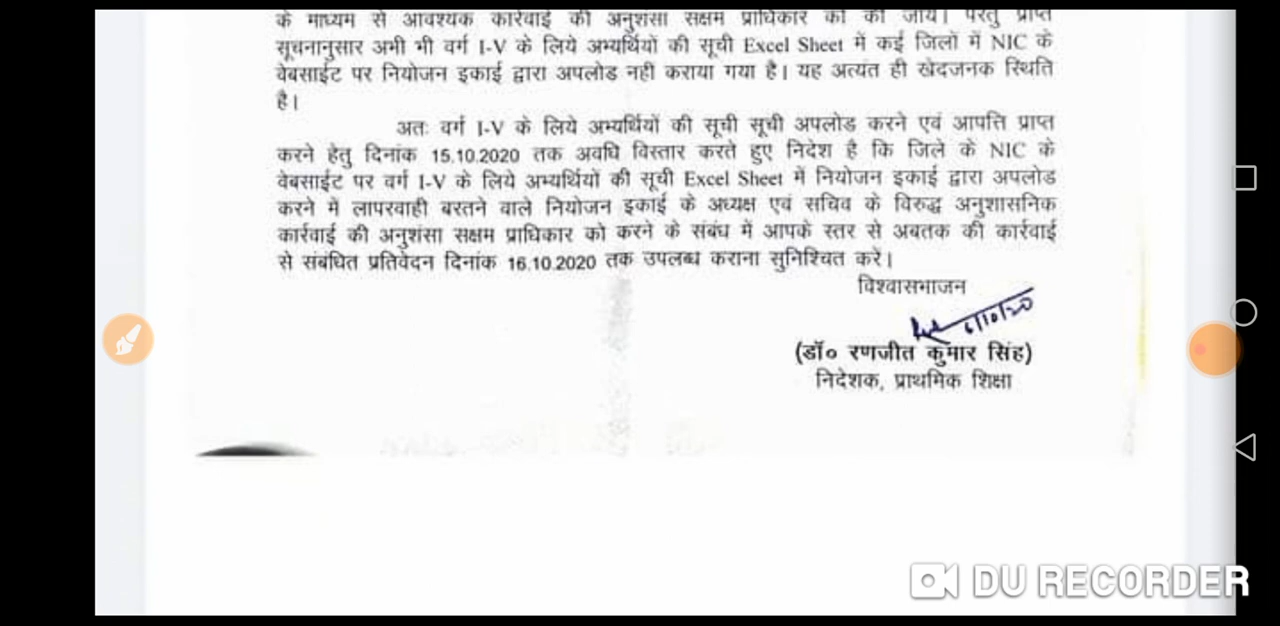 के माध्यम से आवश्यक कार्रवाई की अनुशंसा सक्षम प्राधिकार को की जाय। परंतु प्राप्त
सूचनानुसार अभी भी वर्ग I-V के लिये अभ्यर्थियों की सूची Excel Sheet में कई जिलों में NIC के
वेबसाईट पर नियोजन इकाई द्वारा अपलोड नहीं कराया गया है। यह अत्यंत ही खेदजनक स्थिति
है।
अतः वर्ग I-V के लिये अभ्यर्थियों की सूची सूची अपलोड करने एवं आपत्ति प्राप्त
करने हेतु दिनांक 15.10.2020 तक अवधि विस्तार करते हुए निदेश है कि जिले के NIC के
वेबसाईट पर वर्ग I-V के लिये अभ्यर्थियों की सूची Excel Sheet में नियोजन इकाई द्वारा अपलोड
करने में लापरवाही बरतने वाले नियोजन इकाई के अध्यक्ष एवं सचिव के विरुद्ध अनुशासनिक
कार्रवाई की अनुशंसा सक्षम प्राधिकार को करने के संबंध में आपके स्तर से अबतक की कार्रवाई
से संबंधित प्रतिवेदन दिनांक 16.10.2020 तक उपलब्ध कराना सुनिश्चित करें।
विश्वासभाजन
6/10/20
(डॉ० रणजीत कुमार सिंह)
निदेशक, प्राथमिक शिक्षा
DU RECORDER